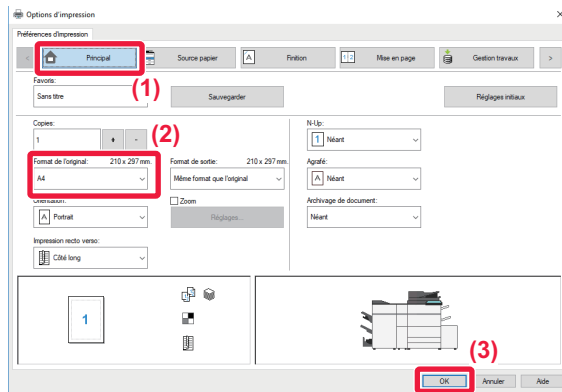 Options d'impression
Préférences d'impression
Principal
Source papier
Finition
Mise en page
Gestion travaux
(1)
Favoris:
Sans titre
Sauvegarder
Réglages initiaux
Copies:
1
+
-
(2)
N-Up:
1 Néant
Format de l'original: 210 x 297 mm.
A4
Format de sortie: 210 x 297 mm.
Même format que l'original
Agrafé:
A Néant
Orientation:
A Portrait
Zoom
Réglages...
Archivage de document:
Néant
Impression recto verso:
Côté long
1
(3)
OK
Annuler
Aide